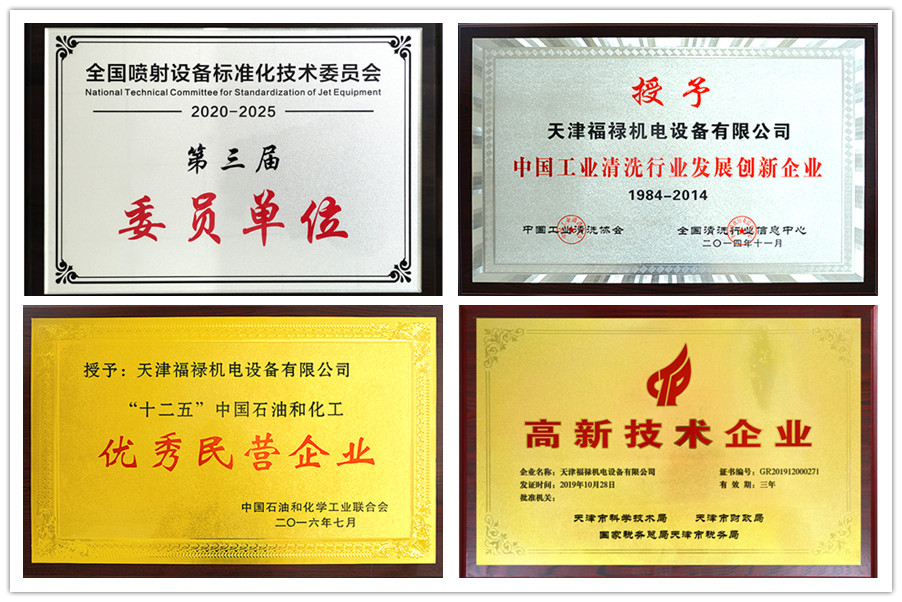 全国喷射设备标准化技术委员会
National Technical Committee for Standardization of Jet Equipment
2020-2025
第三届
委员单位
授予
天津福禄机电设备有限公司
中国工业清洗行业发展创新企业
1984-2014
中国工业清洗协会 全国清洗行业信息中心
二〇一四年十一月
授予：天津福禄机电设备有限公司
“十二五”中国石油和化工
优秀民营企业
中国石油和化学工业联合会
二〇一六年七月
高新技术企业
企业名称：天津福禄机电设备有限公司 证书编号：GR201912000271
发证时间：2019年10月28日 有效期：三年
批准机关：
天津市科学技术局 天津市财政局
国家税务总局天津市税务局